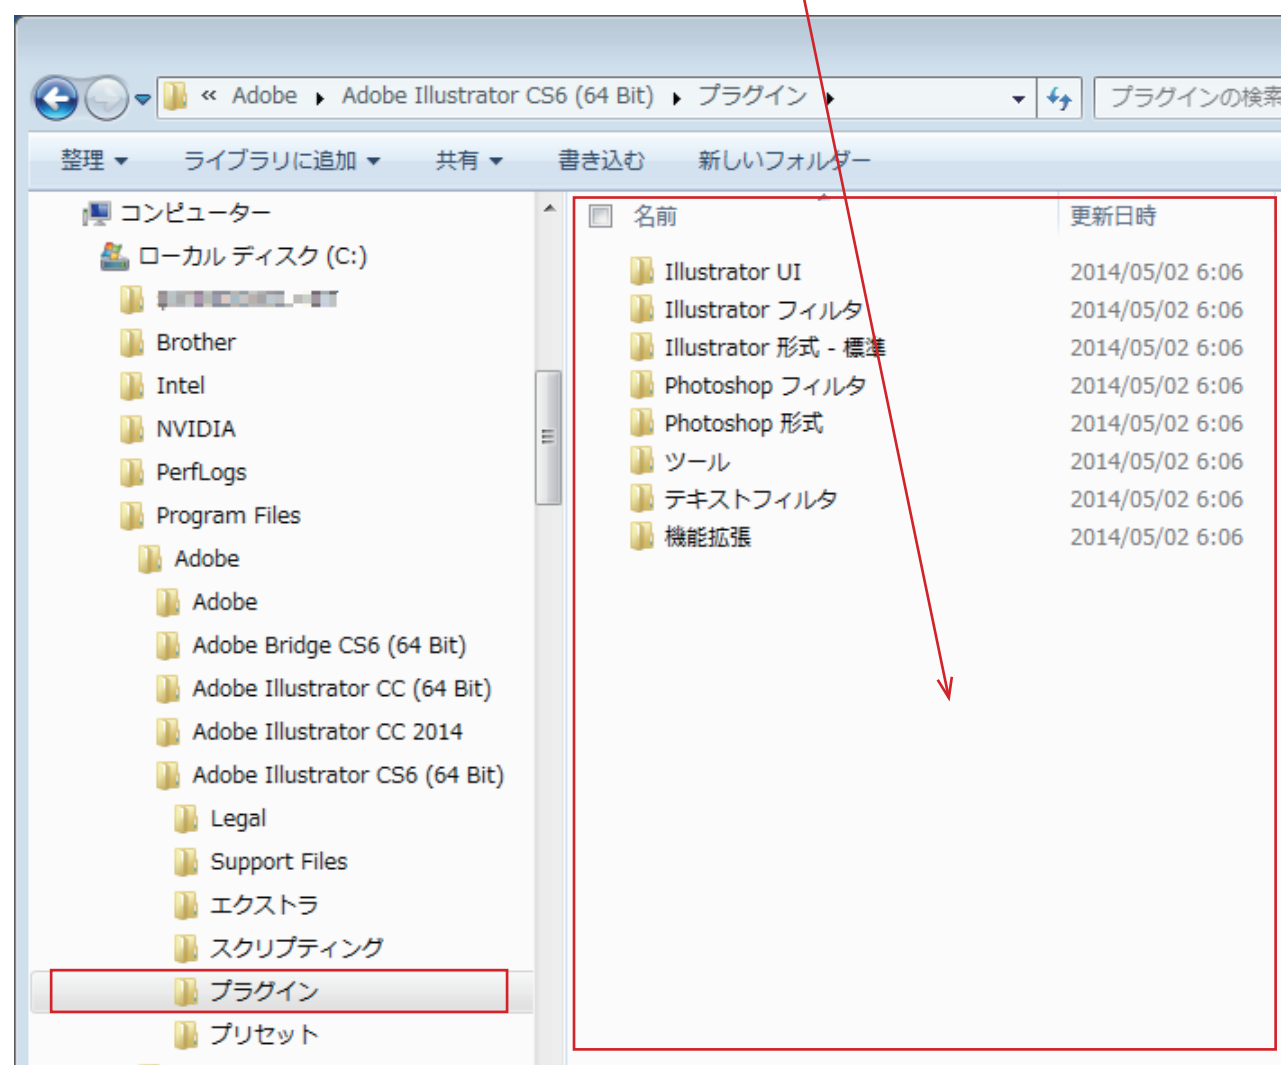 « Adobe ▸ Adobe Illustrator CS6 (64 Bit) ▸ プラグイン ▸
プラグインの検索
整理 ライブラリに追加 共有 書き込む 新しいフォルダー
コンピューター
ローカル ディスク (C:)
Brother
Intel
NVIDIA
PerfLogs
Program Files
Adobe
Adobe
Adobe Bridge CS6 (64 Bit)
Adobe Illustrator CC (64 Bit)
Adobe Illustrator CC 2014
Adobe Illustrator CS6 (64 Bit)
Legal
Support Files
エクストラ
スクリプティング
プラグイン
プリセット
名前 更新日時
Illustrator UI 2014/05/02 6:06
Illustrator フィルタ 2014/05/02 6:06
Illustrator 形式 - 標準 2014/05/02 6:06
Photoshop フィルタ 2014/05/02 6:06
Photoshop 形式 2014/05/02 6:06
ツール 2014/05/02 6:06
テキストフィルタ 2014/05/02 6:06
機能拡張 2014/05/02 6:06